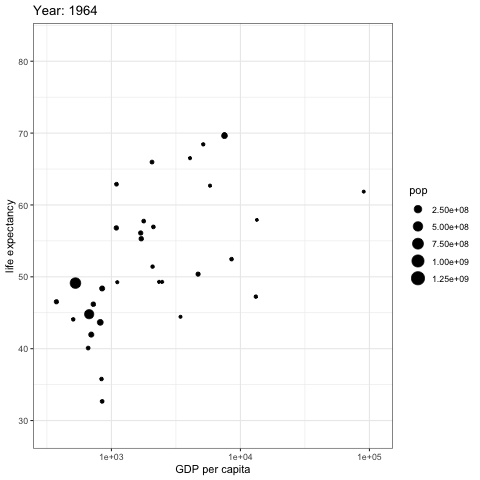 Year: 1964
life expectancy
80
70
60
50
40
30
1e+03
1e+04
1e+05
GDP per capita
pop
2.50e+08
5.00e+08
7.50e+08
1.00e+09
1.25e+09